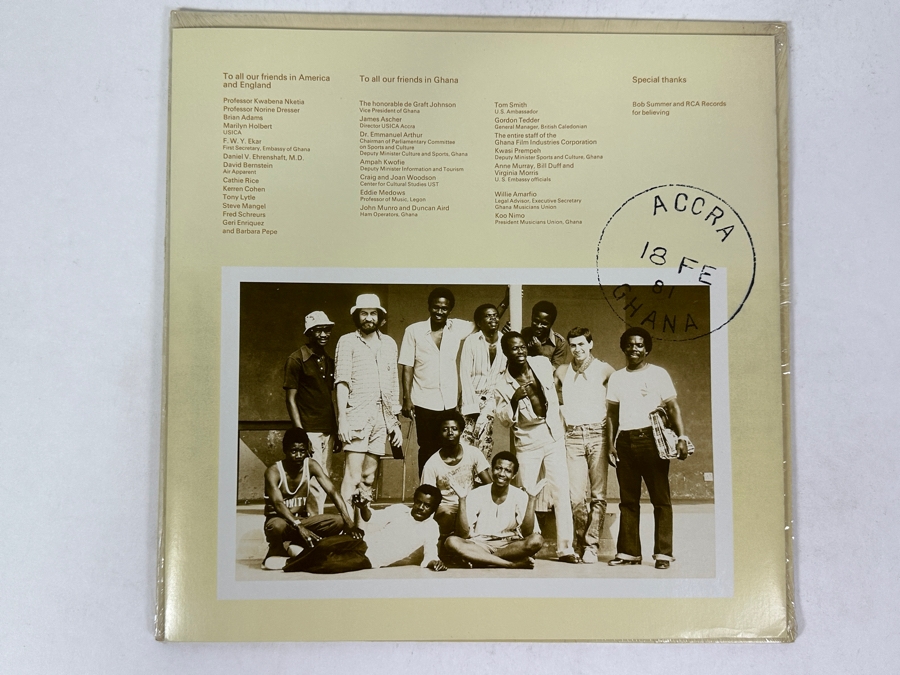 To all our friends in America
and England
Professor Kwabena Nketia
Professor Norine Dresser
Brian Adams
Marilyn Holbert
USICA
F. W. Y. Ekar
First Secretary, Embassy of Ghana
Daniel V. Ehrenshaft, M.D.
David Bernstein
Air Apparent
Cathie Rice
Kerren Cohen
Tony Lytle
Steve Mangel
Fred Schreurs
Geri Enriquez
and Barbara Pepe
To all our friends in Ghana
The honorable de Graft Johnson
Vice President of Ghana
James Ascher
Director USICA Accra
Dr. Emmanuel Arthur
Chairman of Parliamentary Committee
on Sports and Culture
Deputy Minister Culture and Sports, Ghana
Ampah Kwofie
Deputy Minister Information and Tourism
Craig and Joan Woodson
Center for Cultural Studies UST
Eddie Medows
Professor of Music, Legon
John Munro and Duncan Aird
Ham Operators, Ghana
Tom Smith
U.S. Ambassador
Gordon Tedder
General Manager, British Caledonian
The entire staff of the
Ghana Film Industries Corporation
Kwasi Prempeh
Deputy Minister Sports and Culture, Ghana
Anne Murray, Bill Duff and
Virginia Morris
U.S. Embassy officials
Willie Amarfio
Legal Advisor, Executive Secretary
Ghana Musicians Union
Koo Nimo
President Musicians Union, Ghana
Special thanks
Bob Summer and RCA Records
for believing
ACCRA
18 FE
81
GHANA